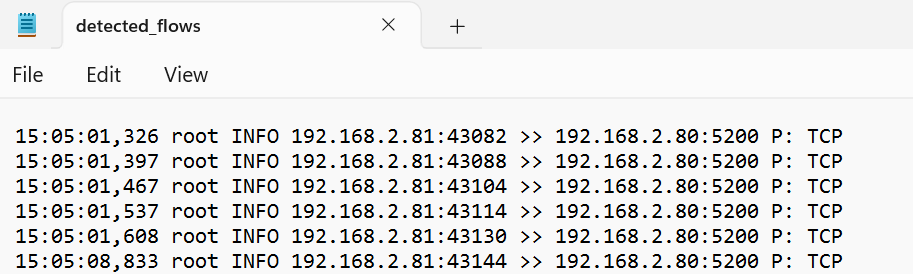 detected_flows
File Edit View
15:05:01,326 root INFO 192.168.2.81:43082 >> 192.168.2.80:5200 P: TCP
15:05:01,397 root INFO 192.168.2.81:43088 >> 192.168.2.80:5200 P: TCP
15:05:01,467 root INFO 192.168.2.81:43104 >> 192.168.2.80:5200 P: TCP
15:05:01,537 root INFO 192.168.2.81:43114 >> 192.168.2.80:5200 P: TCP
15:05:01,608 root INFO 192.168.2.81:43130 >> 192.168.2.80:5200 P: TCP
15:05:08,833 root INFO 192.168.2.81:43144 >> 192.168.2.80:5200 P: TCP